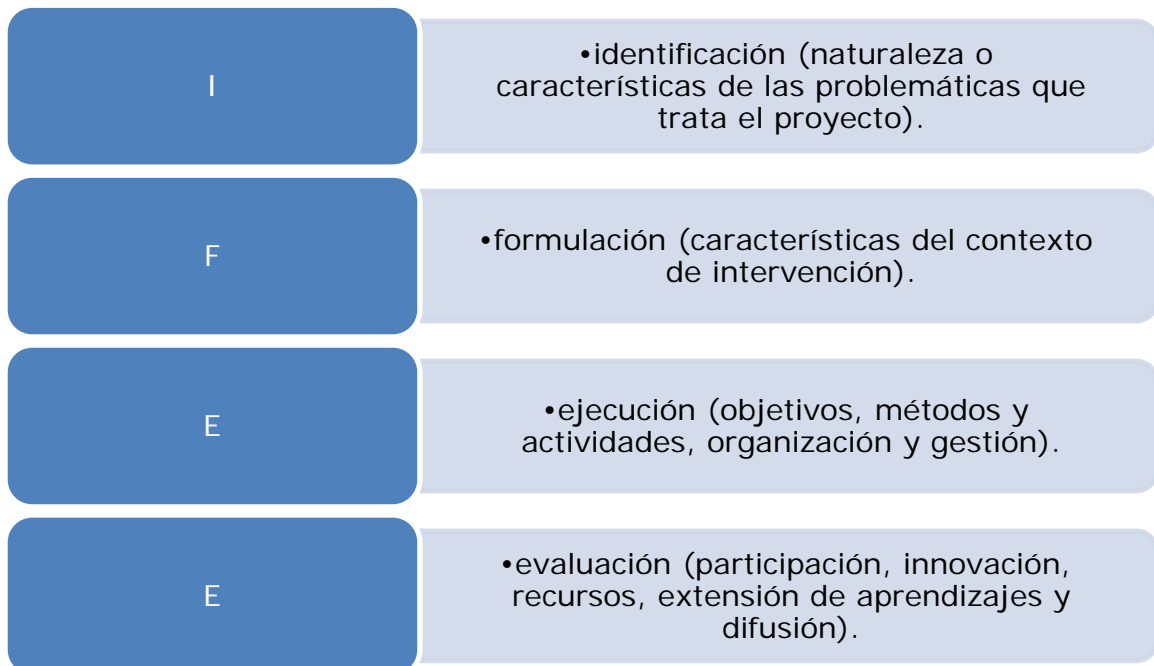 I
•identificación (naturaleza o
características de las problemáticas que
trata el proyecto).
F
•formulación (características del contexto
de intervención).
E
•ejecución (objetivos, métodos y
actividades, organización y gestión).
E
•evaluación (participación, innovación,
recursos, extensión de aprendizajes y
difusión).